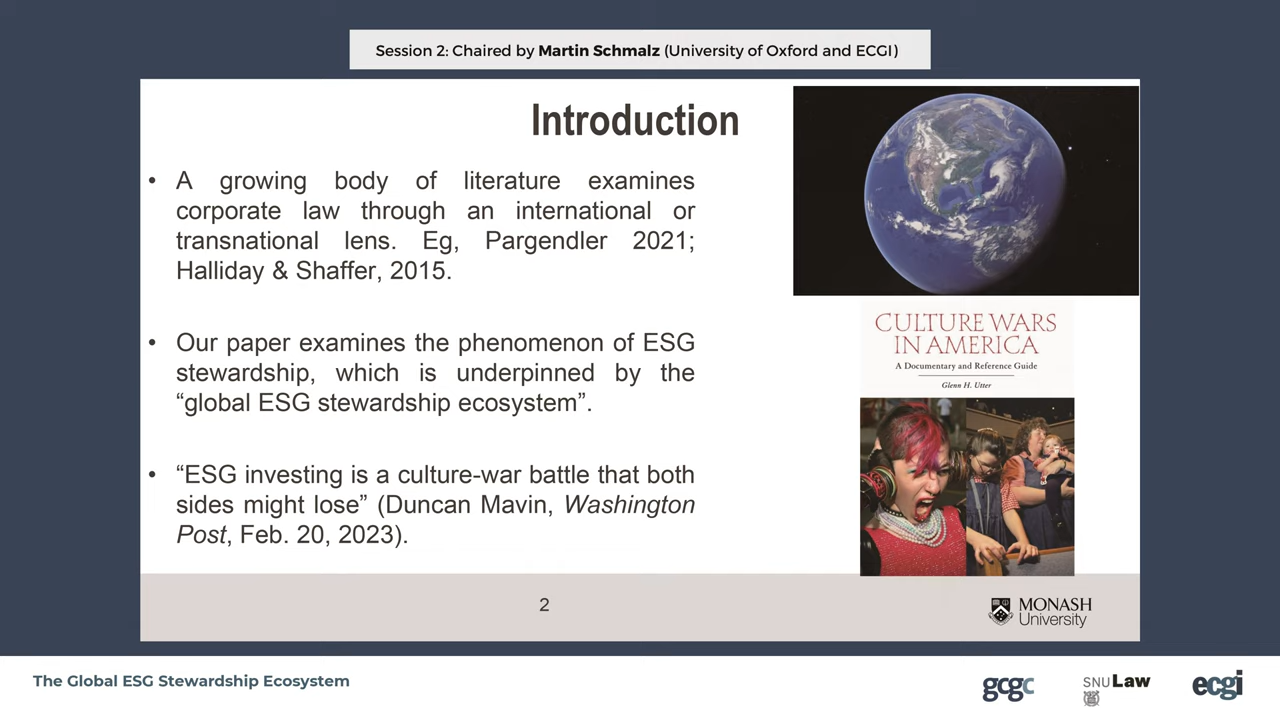 Session 2: Chaired by Martin Schmalz (University of Oxford and ECGI)
Introduction
• A growing body of literature examines
corporate law through an international or
transnational lens. Eg, Pargendler 2021;
Halliday & Shaffer, 2015.
• Our paper examines the phenomenon of ESG
stewardship, which is underpinned by the
“global ESG stewardship ecosystem”.
• “ESG investing is a culture-war battle that both
sides might lose” (Duncan Mavin, Washington
Post, Feb. 20, 2023).
CULTURE WARS
IN AMERICA
A Documentary and Reference Guide
Glenn H. Utter
2
MONASH
University
The Global ESG Stewardship Ecosystem
gcgc
SNU Law
ecgi